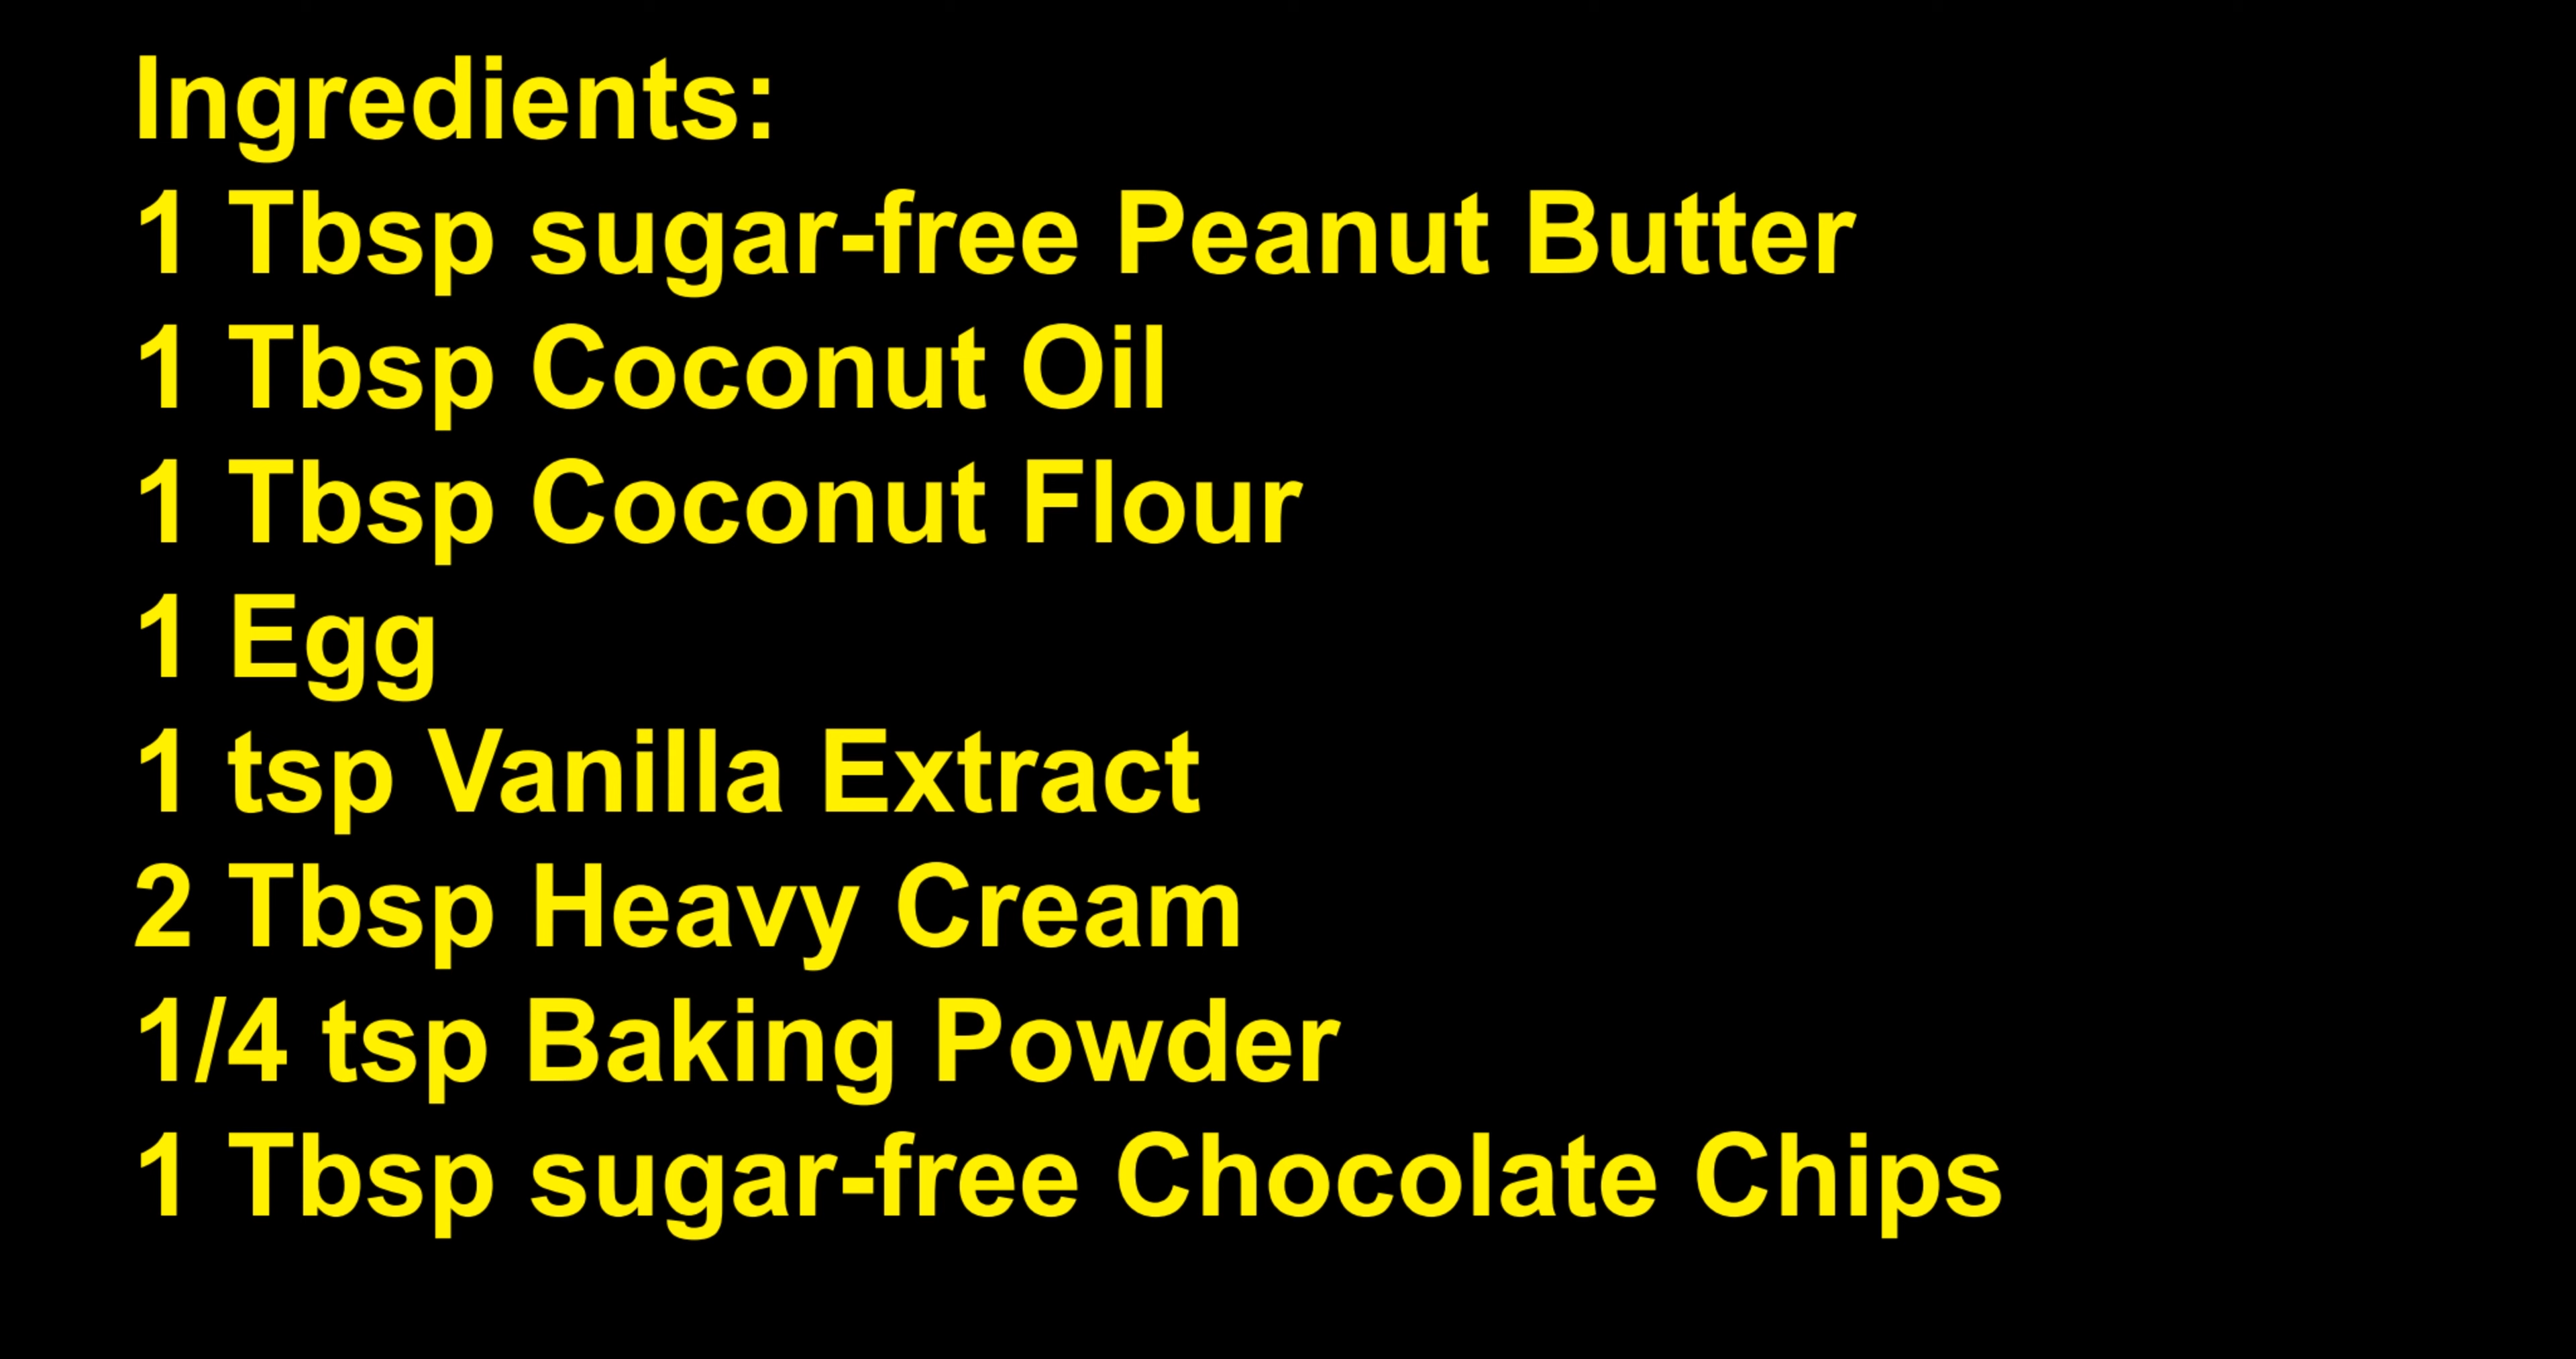 Ingredients:
1 Tbsp sugar-free Peanut Butter
1 Tbsp Coconut Oil
1 Tbsp Coconut Flour
1 Egg
1 tsp Vanilla Extract
2 Tbsp Heavy Cream
1/4 tsp Baking Powder
1 Tbsp sugar-free Chocolate Chips